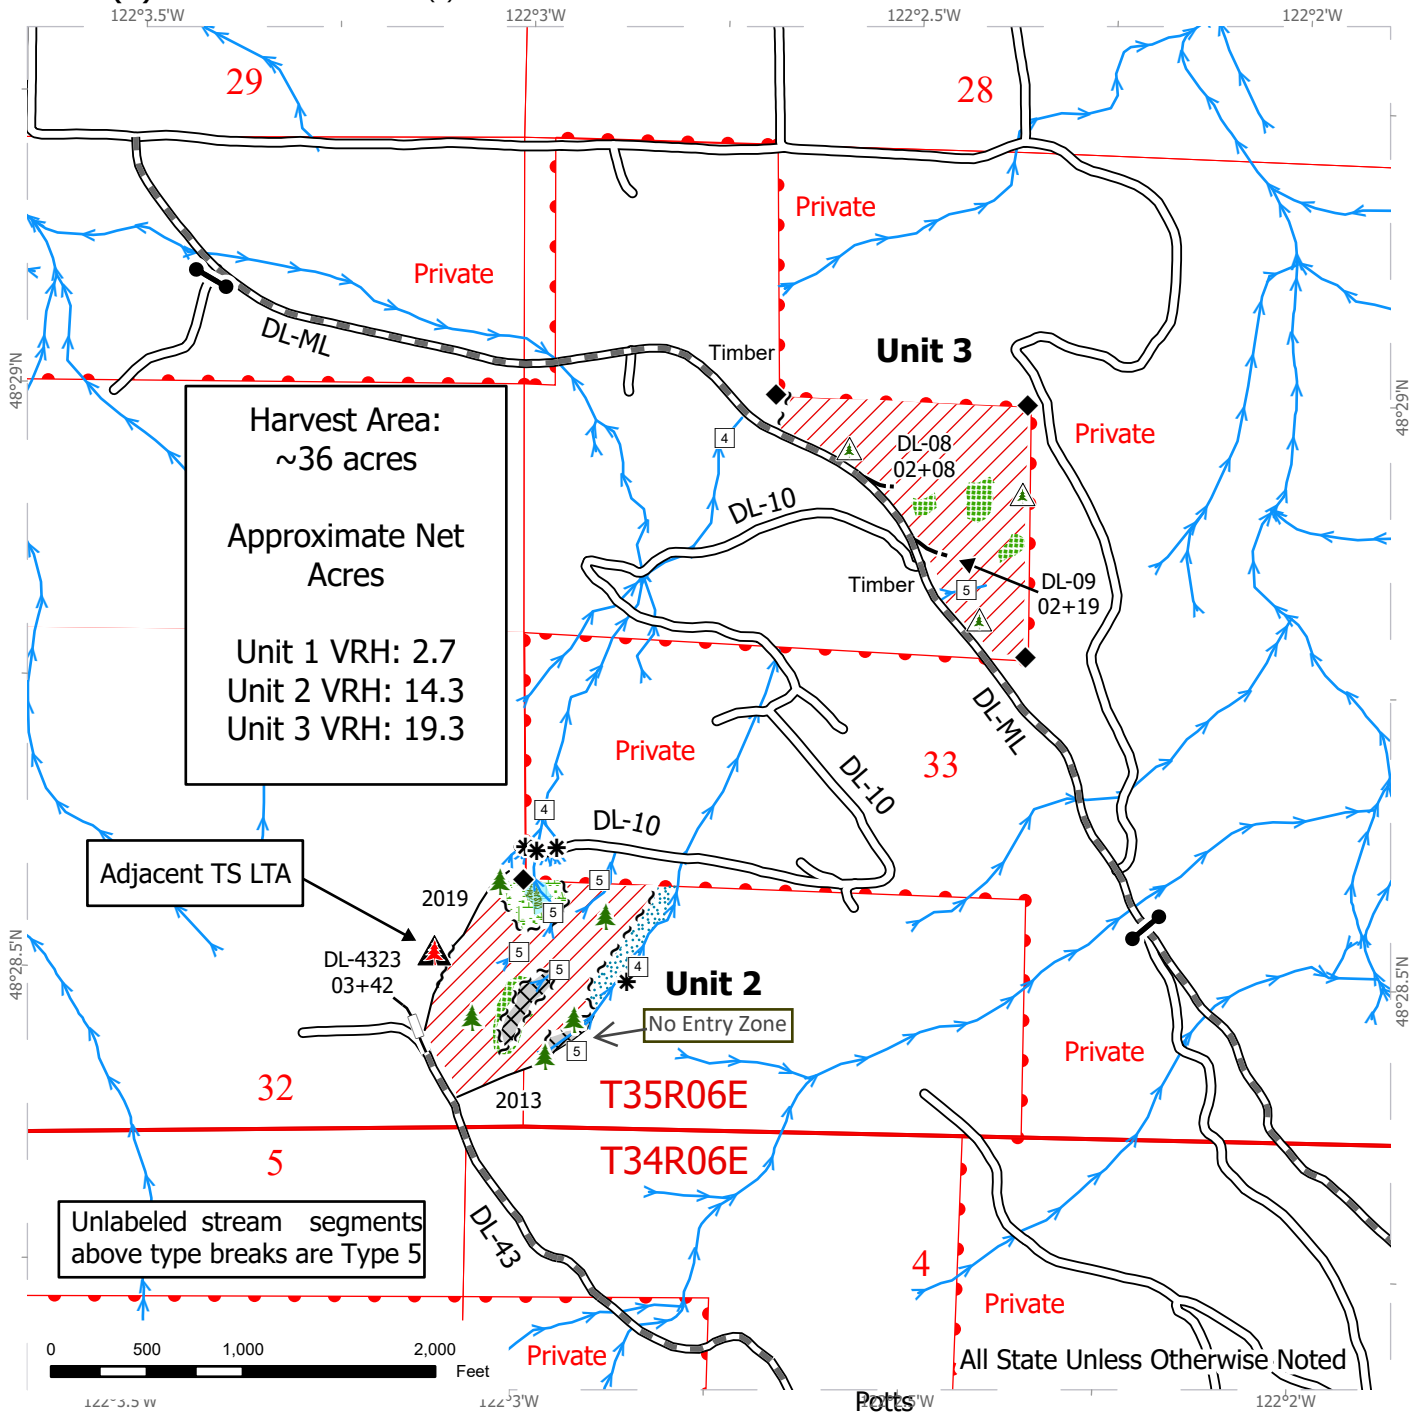 122°3.5'W
122°3'W
122°2.5'W
122°2'W
29
28
Private
Private
DL-ML
Timber
Unit 3
48°29'N
48°29'N
Harvest Area:
~36 acres
Approximate Net
Acres
Unit 1 VRH: 2.7
Unit 2 VRH: 14.3
Unit 3 VRH: 19.3
4
DL-08
02+08
Private
DL-10
Timber
5
DL-09
02+19
DL-ML
Private
33
DL-10
4
DL-10
Adjacent TS LTA
2019
5
5
DL-4323
03+42
5
5
4
Unit 2
48°28.5'N
48°28.5'N
No Entry Zone
5
Private
32
2013
T35R06E
5
T34R06E
Unlabeled stream segments
above type breaks are Type 5
DL-43
4
Private
0
500
1,000
2,000
Feet
Private
All State Unless Otherwise Noted
122°3.5'W
122°3'W
122°2.5'W
Potts
122°2'W